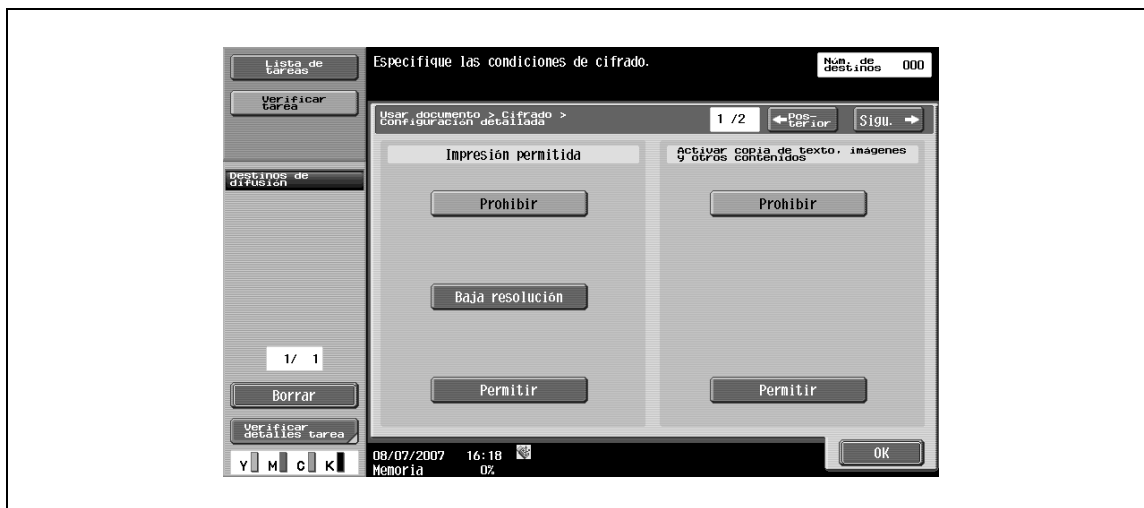 Lista de
tareas
Verificar
tarea
Destinos de
difusión
1/ 1
Borrar
Verificar
detalles tarea
Y M C K
Especifique las condiciones de cifrado.
Núm. de
destinos 000
Usar documento > Cifrado >
Configuración detallada
1 /2
Pos-
terior
Sigu.
Impresión permitida
Activar copia de texto, imágenes
y otros contenidos
Prohibir
Prohibir
Baja resolución
Permitir
Permitir
08/07/2007 16:18
Memoria 0%
OK